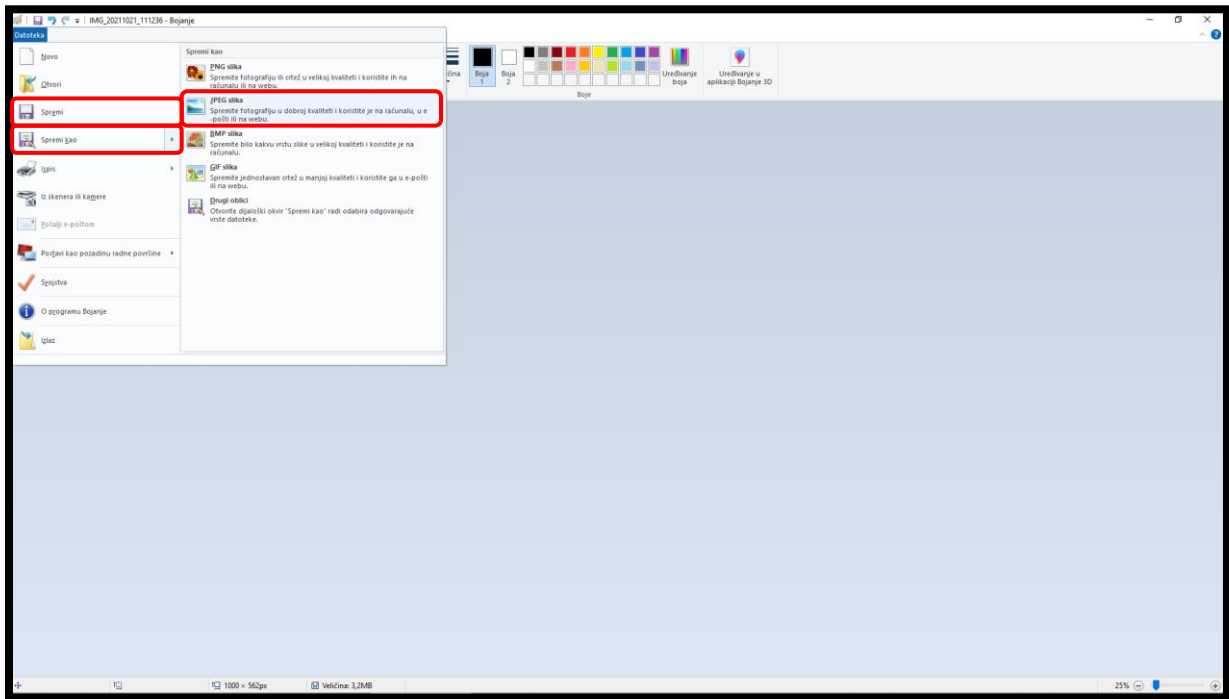 IMG_20211021_111236 - Bojanje
Datoteka
Novo
Otvori
Spremi
Spremi kao
Ispis
Iz skenera ili kamere
Pošalji e-poštom
Postavi kao pozadinu radne površine
Svojstva
O programu Bojanje
Izlaz
Spremi kao
PNG slika
Spremite fotografiju ili crtež u velikoj kvaliteti i koristite ih na
računalu ili na webu.
JPEG slika
Spremite fotografiju u dobroj kvaliteti i koristite je na računalu, u e
-pošti ili na webu.
BMP slika
Spremite bilo kakvu vrstu slike u velikoj kvaliteti i koristite je na
računalu.
GIF slika
Spremite jednostavan crtež u manjoj kvaliteti i koristite ga u e-pošti
ili na webu.
Drugi oblici
Otvorite dijaloški okvir "Spremi kao" radi odabira odgovarajuće
vrste datoteke.
čina
Boja
1
Boja
2
Uređivanje
boja
Uređivanje u
aplikaciji Bojanje 3D
Boje
1000 × 562px
Veličina: 3,2MB
25%